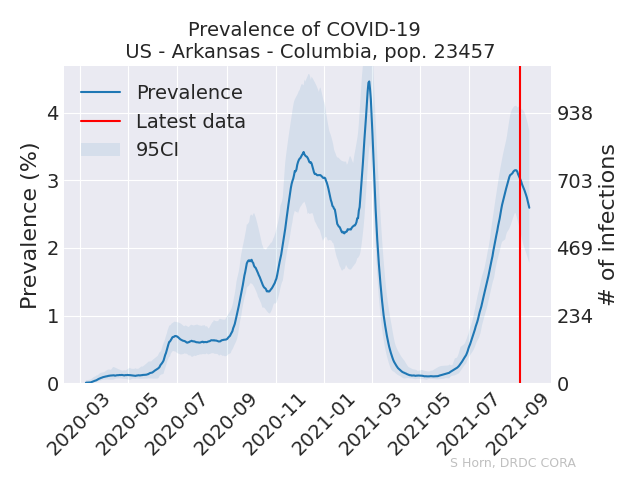 Prevalence of COVID-19
US - Arkansas - Columbia, pop. 23457
Prevalence
Latest data
95CI
Prevalence (%)
4
3
2
1
0
938
703
469
234
0
# of infections
2020-03
2020-05
2020-07
2020-09
2020-11
2021-01
2021-03
2021-05
2021-07
2021-09
S Horn, DRDC CORA